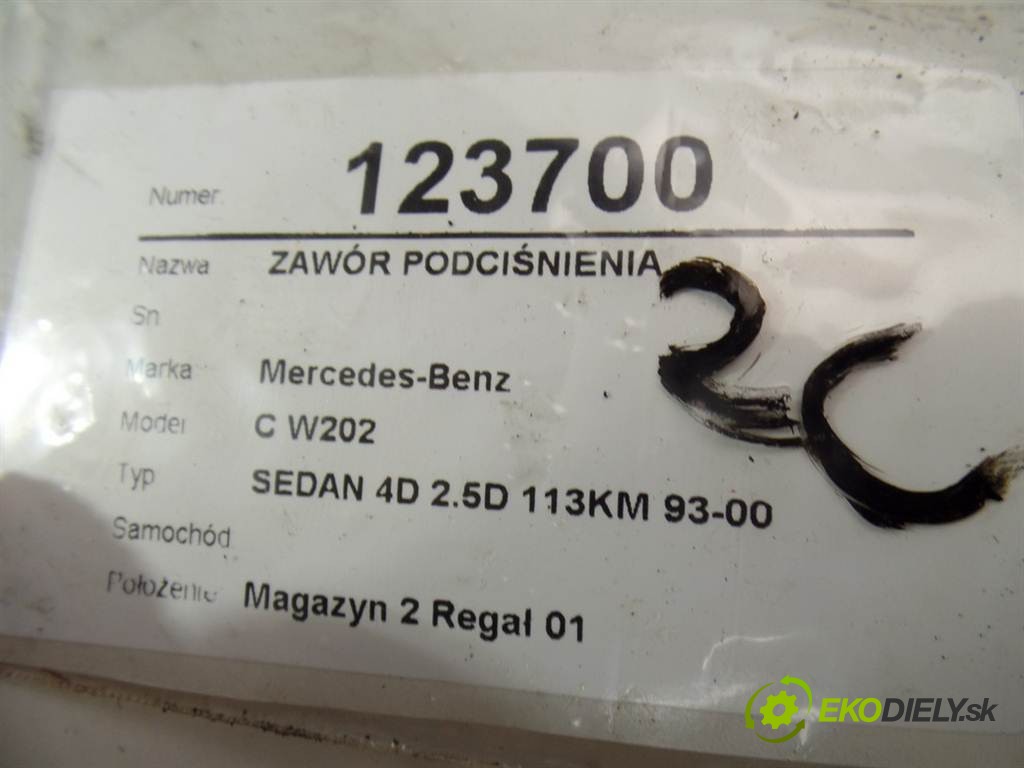 Numer. 123700
Nazwa ZAWÓR PODCIŚNIENIA
Sn
Marka Mercedes-Benz
Model C W202
Typ SEDAN 4D 2.5D 113KM 93-00
Samochód
Położenie Magazyn 2 Regał 01
2C
EKODIELY.sk